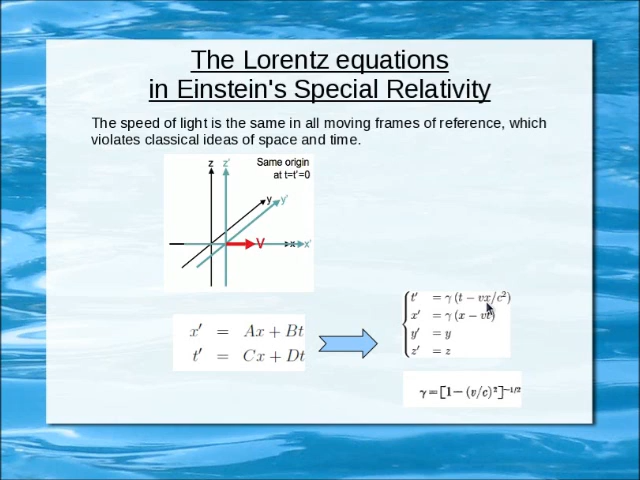 The Lorentz equations
in Einstein's Special Relativity
The speed of light is the same in all moving frames of reference, which
violates classical ideas of space and time.
z z' Same origin
at t=t'=0
y y'
V x x'
x′ = Ax + Bt
t′ = Cx + Dt
t′ = γ (t − vx/c²)
x′ = γ (x − vt)
y′ = y
z′ = z
γ=[1−(v/c)²]−1/2